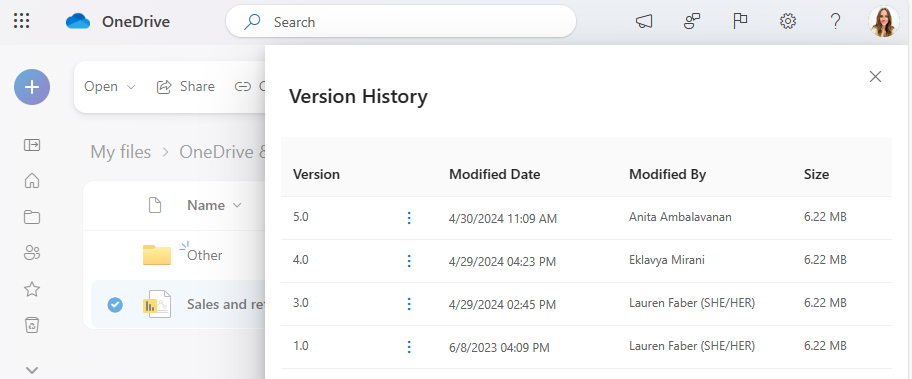 OneDrive
Search
Open
Share
Version History
My files > OneDrive &
Version Modified Date Modified By Size
Name
5.0 4/30/2024 11:09 AM Anita Ambalavanan 6.22 MB
Other
4.0 4/29/2024 04:23 PM Eklavya Mirani 6.22 MB
Sales and
3.0 4/29/2024 02:45 PM Lauren Faber (SHE/HER) 6.22 MB
1.0 6/8/2023 04:09 PM Lauren Faber (SHE/HER) 6.22 MB